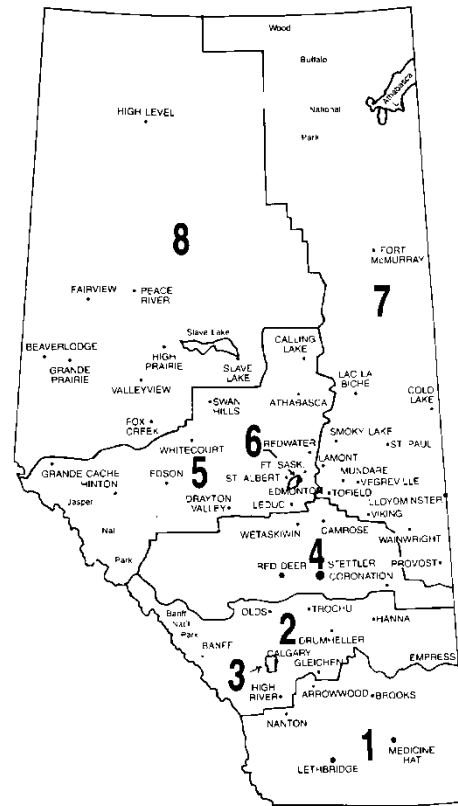 Wood
Buffalo
National
Park
Athabasca
L.
HIGH LEVEL
8
FORT
McMURRAY
7
FAIRVIEW
PEACE
RIVER
BEAVERLODGE
GRANDE
PRAIRIE
HIGH
PRAIRIE
Slave Lake
SLAVE
LAKE
VALLEYVIEW
CALLING
LAKE
LAC LA
BICHE
COLD
LAKE
SWAN
HILLS
ATHABASCA
FOX
CREEK
WHITECOURT
6
REDWATER
SMOKY LAKE
ST. PAUL
GRANDE CACHE
HINTON
EDSON
5
FT. SASK.
ST ALBERT
LAMONT
MUNDARE
VEGREVILLE
EDMONTON
TOFIELD
LLOYDMINSTER
Jasper
Nal
Park
DRAYTON
VALLEY
LEDUC
VIKING
WETASKIWIN
CAMROSE
WAINWRIGHT
4
RED DEER
STETTLER
CORONATION
PROVOST
Banff
Nat'l
Park
OLDS
TROCHU
HANNA
2
DRUMHELLER
BANFF
CALGARY
GLEICHEN
EMPRESS
3
HIGH
RIVER
ARROWWOOD
BROOKS
NANTON
1
MEDICINE
HAT
LETHBRIDGE